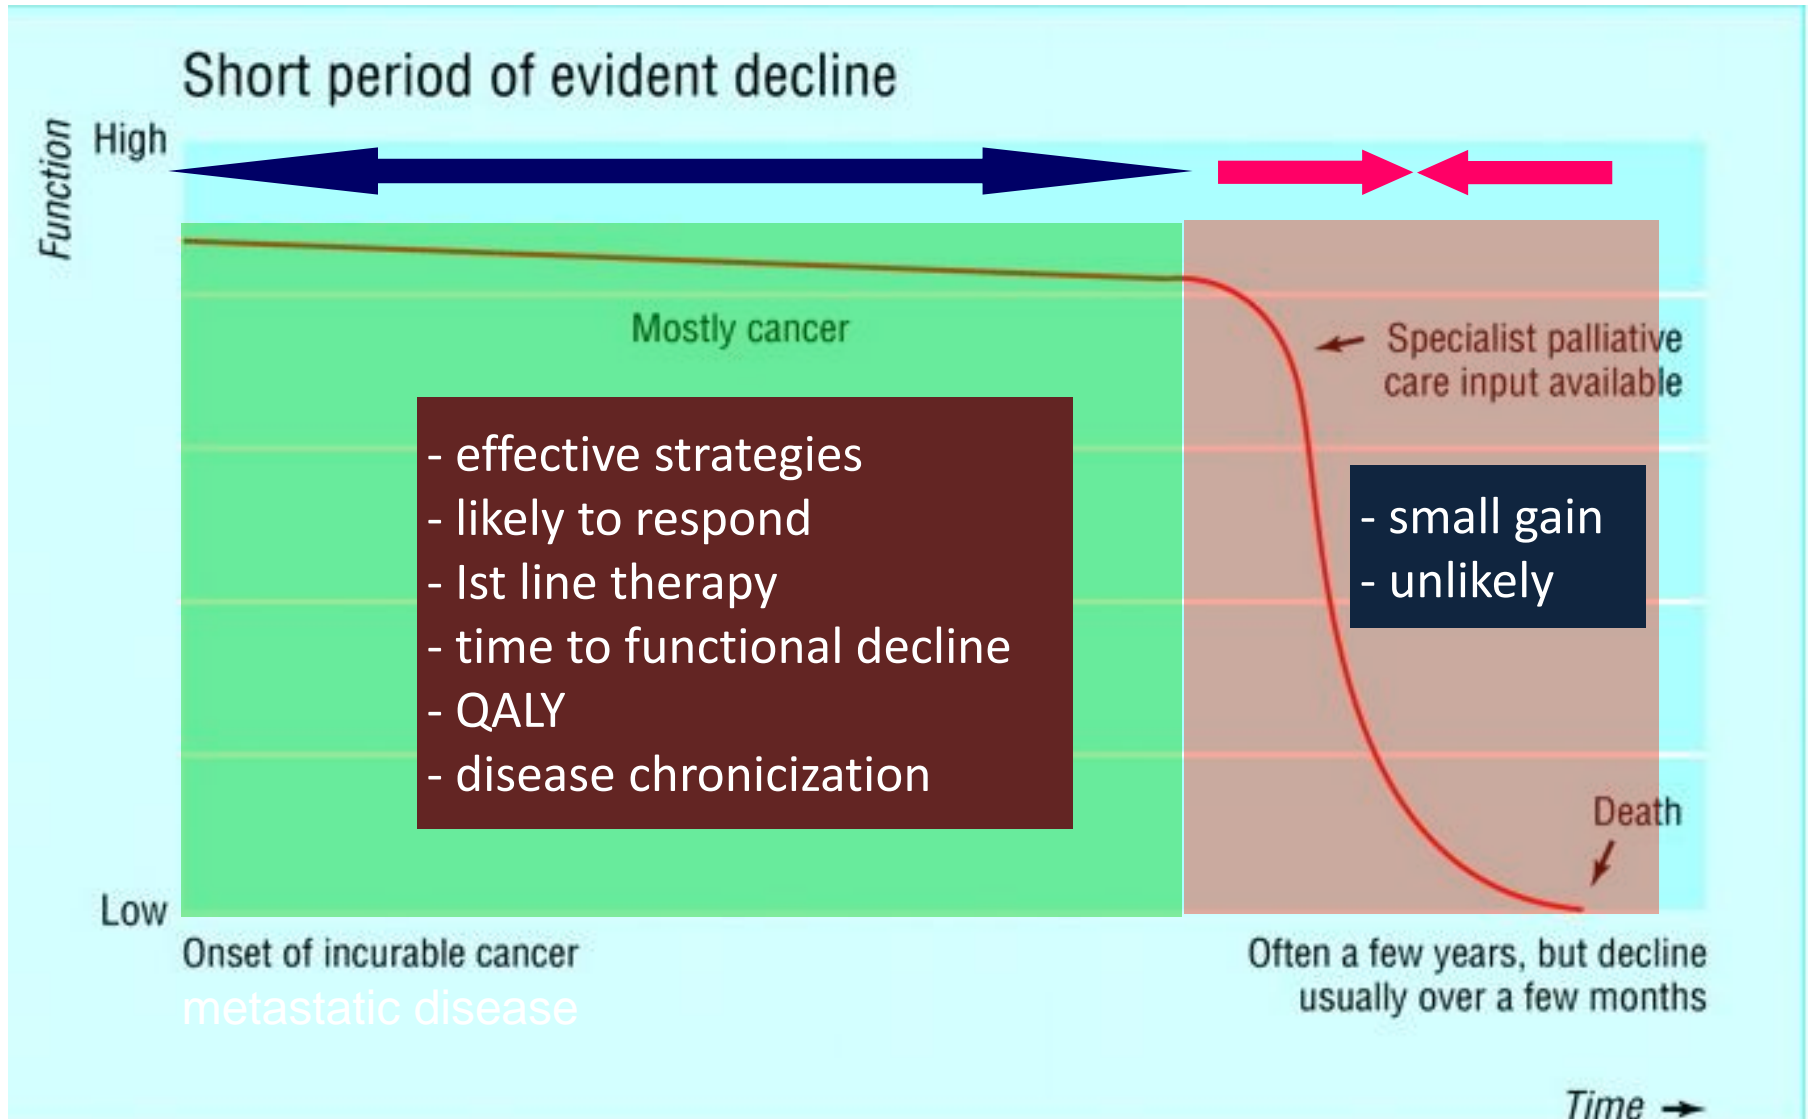 Short period of evident decline
Function
High
Mostly cancer
Specialist palliative
care input available
- effective strategies
- likely to respond
- Ist line therapy
- time to functional decline
- QALY
- disease chronicization
- small gain
- unlikely
Death
Low
Onset of incurable cancer
metastatic disease
Often a few years, but decline
usually over a few months
Time